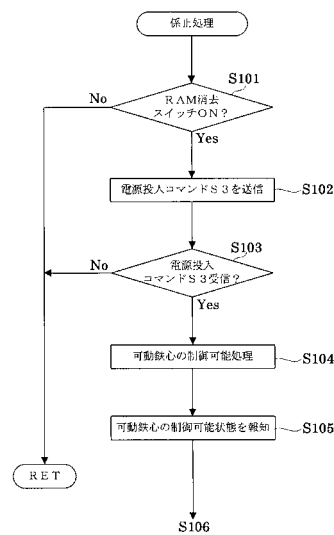 係止処理
S101
No
RAM消去
スイッチON？
Yes
電源投入コマンドS3を送信
S102
S103
No
電源投入
コマンドS3受信？
Yes
可動鉄心の制御可能処理
S104
可動鉄心の制御可能状態を報知
S105
RET
S106